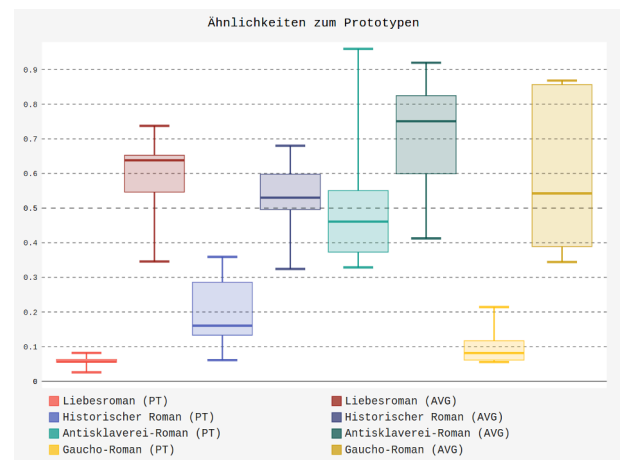 Ähnlichkeiten zum Prototypen
0.9
0.8
0.7
0.6
0.5
0.4
0.3
0.2
0.1
0
Liebesroman (PT) Liebesroman (AVG)
Historischer Roman (PT) Historischer Roman (AVG)
Antisklaverei-Roman (PT) Antisklaverei-Roman (AVG)
Gaucho-Roman (PT) Gaucho-Roman (AVG)